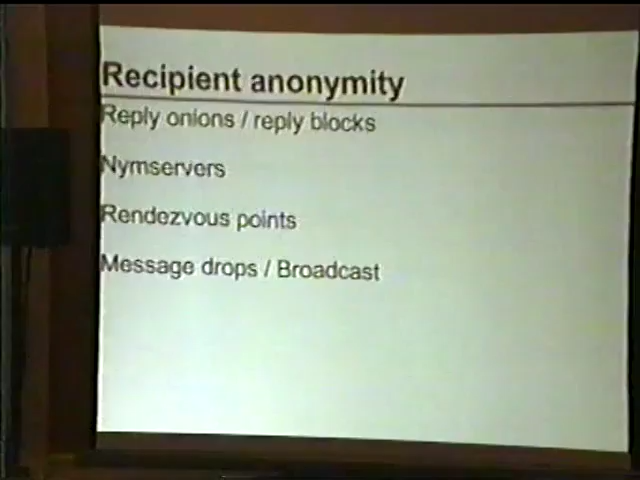 Recipient anonymity
Reply onions / reply blocks
Nymservers
Rendezvous points
Message drops / Broadcast